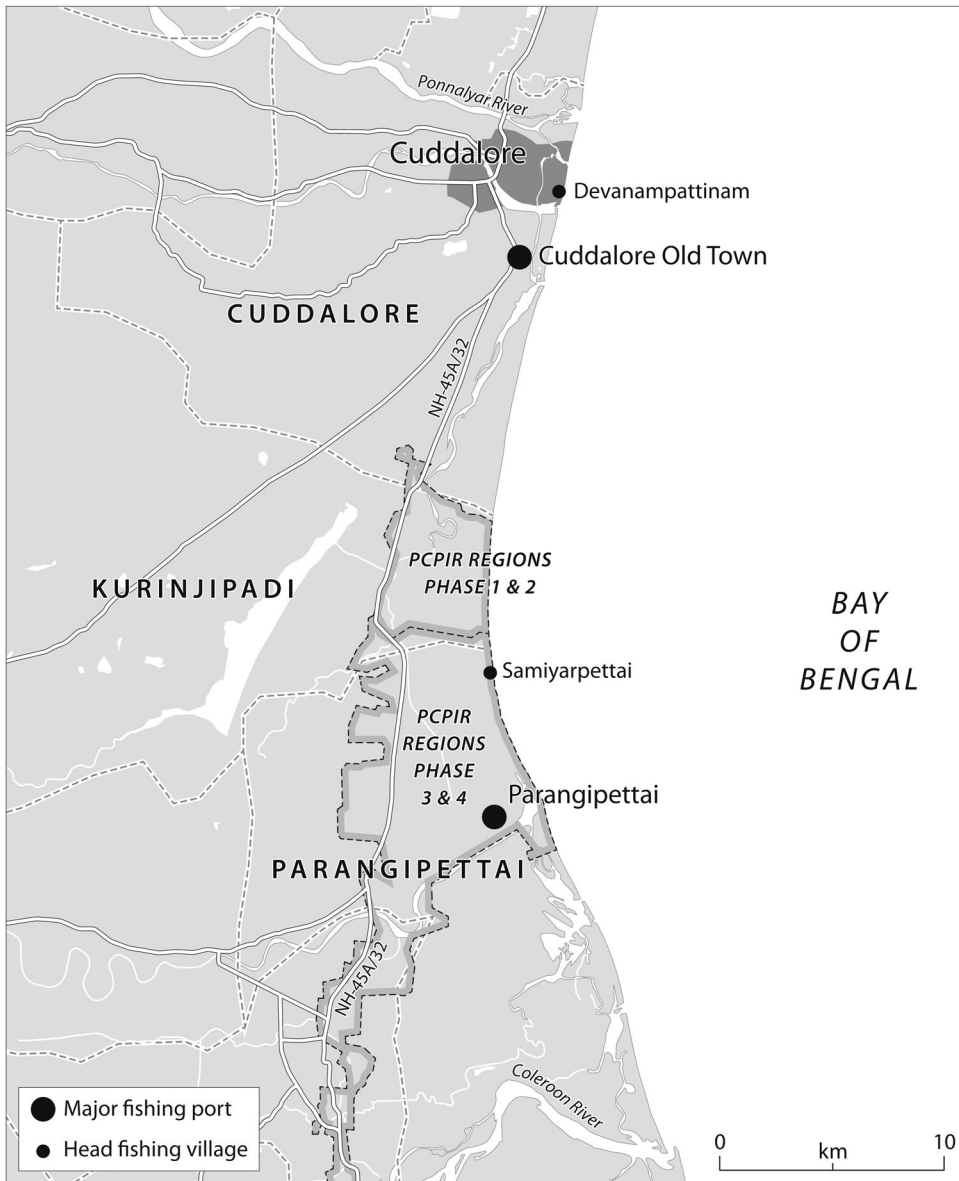 Ponnalyar River
Cuddalore
Devanampattinam
Cuddalore Old Town
CUDDALORE
NH-45A/32
PCPIR REGIONS
PHASE 1 & 2
KURINJIPADI
BAY
OF
BENGAL
Samiyarpettai
PCPIR
REGIONS
PHASE
3 & 4
Parangipettai
PARANGIPETTAI
NH-45A/32
Coleroon River
Major fishing port
Head fishing village
0 10
km